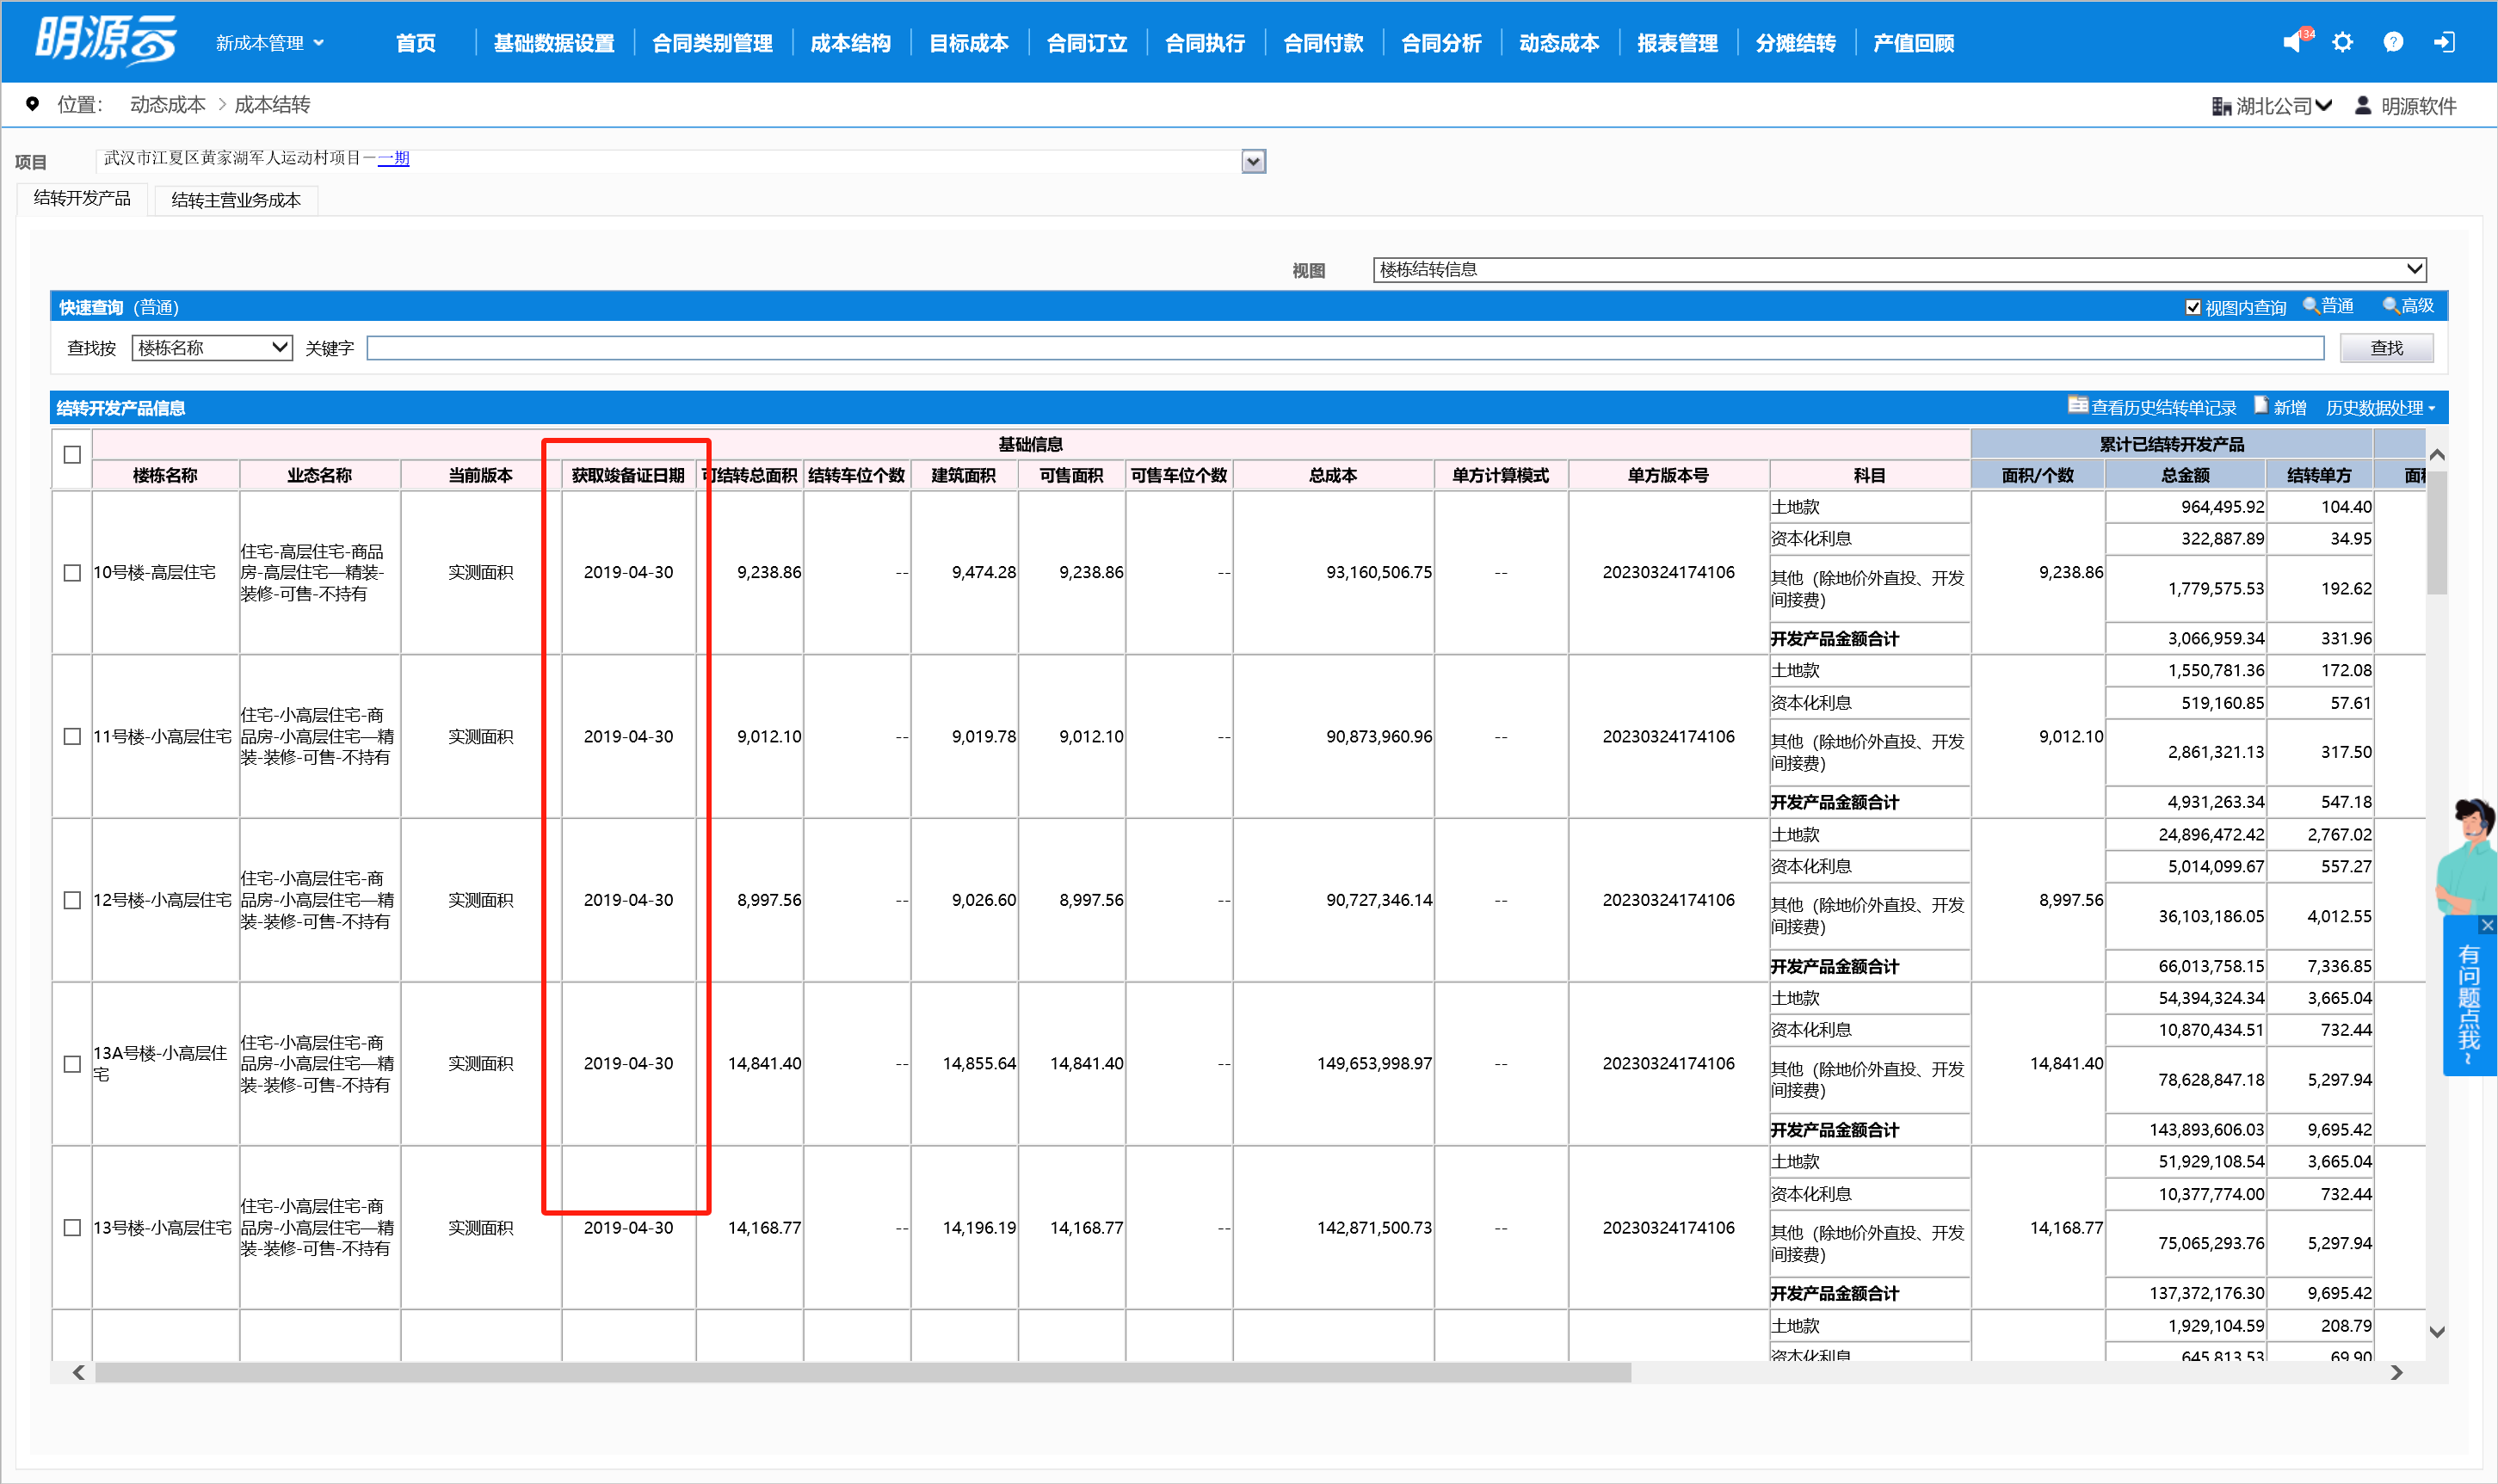 明源云 新成本管理 首页 基础数据设置 合同类别管理 成本结构 目标成本 合同订立 合同执行 合同付款 合同分析 动态成本 报表管理 分摊结转 产值回顾 134
位置： 动态成本 > 成本结转 湖北公司 明源软件
项目 武汉市江夏区黄家湖军人运动村项目－一期
结转开发产品 结转主营业务成本
视图 楼栋结转信息
快速查询 (普通) 视图内查询 普通 高级
查找按 楼栋名称 关键字 查找
结转开发产品信息 查看历史结转单记录 新增 历史数据处理
基础信息 累计已结转开发产品
楼栋名称 业态名称 当前版本 获取竣备证日期 可结转总面积 结转车位个数 建筑面积 可售面积 可售车位个数 总成本 单方计算模式 单方版本号 科目 面积/个数 总金额 结转单方
土地款 964,495.92 104.40
资本化利息 322,887.89 34.95
住宅-高层住宅-商品
10号楼-高层住宅 房-高层住宅—精装- 实测面积 2019-04-30 9,238.86 -- 9,474.28 9,238.86 -- 93,160,506.75 -- 20230324174106 其他（除地价外直投、开发 9,238.86
装修-可售-不持有 间接费) 1,779,575.53 192.62
开发产品金额合计 3,066,959.34 331.96
土地款 1,550,781.36 172.08
资本化利息 519,160.85 57.61
住宅-小高层住宅-商
11号楼-小高层住宅 品房-小高层住宅—精 实测面积 2019-04-30 9,012.10 -- 9,019.78 9,012.10 -- 90,873,960.96 -- 20230324174106 其他（除地价外直投、开发 9,012.10
装-装修-可售-不持有 间接费) 2,861,321.13 317.50
开发产品金额合计 4,931,263.34 547.18
土地款 24,896,472.42 2,767.02
资本化利息 5,014,099.67 557.27
住宅-小高层住宅-商
12号楼-小高层住宅 品房-小高层住宅—精 实测面积 2019-04-30 8,997.56 -- 9,026.60 8,997.56 -- 90,727,346.14 -- 20230324174106 其他（除地价外直投、开发 8,997.56
装-装修-可售-不持有 间接费) 36,103,186.05 4,012.55
开发产品金额合计 66,013,758.15 7,336.85
土地款 54,394,324.34 3,665.04
资本化利息 10,870,434.51 732.44
住宅-小高层住宅-商
13A号楼-小高层住 品房-小高层住宅—精 实测面积 2019-04-30 14,841.40 -- 14,855.64 14,841.40 -- 149,653,998.97 -- 20230324174106 其他（除地价外直投、开发 14,841.40
宅 装-装修-可售-不持有 间接费) 78,628,847.18 5,297.94
开发产品金额合计 143,893,606.03 9,695.42
土地款 51,929,108.54 3,665.04
资本化利息 10,377,774.00 732.44
住宅-小高层住宅-商
13号楼-小高层住宅 品房-小高层住宅—精 实测面积 2019-04-30 14,168.77 -- 14,196.19 14,168.77 -- 142,871,500.73 -- 20230324174106 其他（除地价外直投、开发 14,168.77
装-装修-可售-不持有 间接费) 75,065,293.76 5,297.94
开发产品金额合计 137,372,176.30 9,695.42
土地款 1,929,104.59 208.79
资本化利息 645,813.53 69.90
有问题点我~